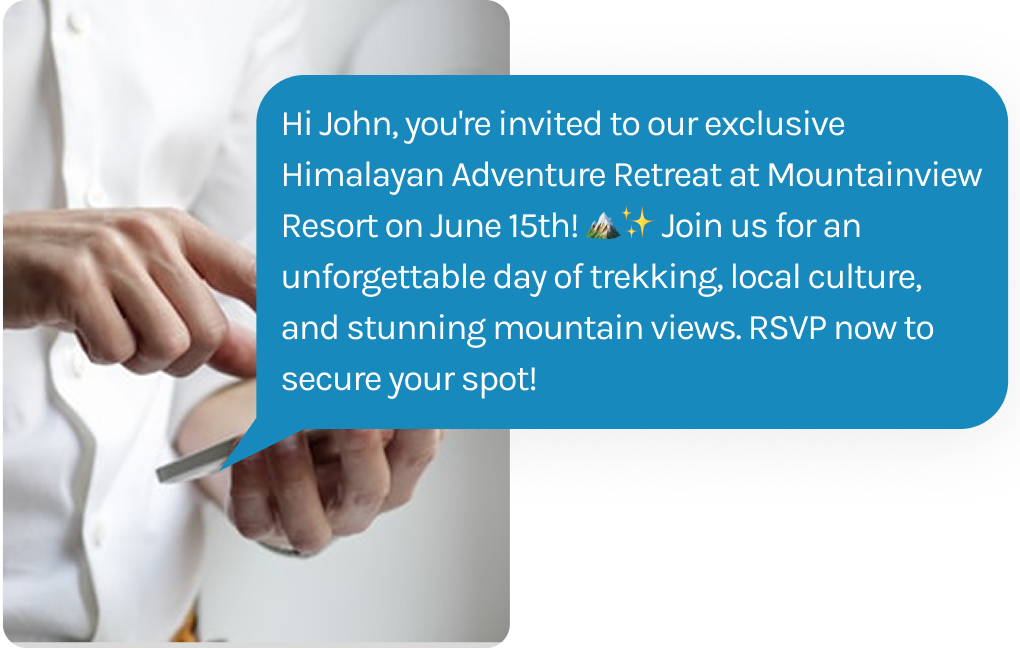 Hi John, you're invited to our exclusive
Himalayan Adventure Retreat at Mountainview
Resort on June 15th! 🏔️✨ Join us for an
unforgettable day of trekking, local culture,
and stunning mountain views. RSVP now to
secure your spot!